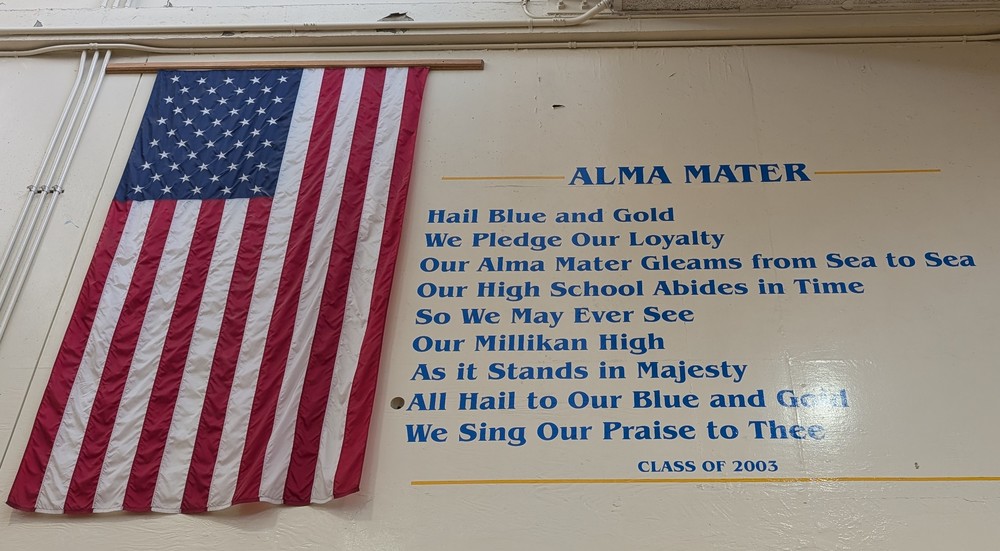 ALMA MATER
Hail Blue and Gold
We Pledge Our Loyalty
Our Alma Mater Gleams from Sea to Sea
Our High School Abides in Time
So We May Ever See
Our Millikan High
As it Stands in Majesty
All Hail to Our Blue and Gold
We Sing Our Praise to Thee
CLASS OF 2003